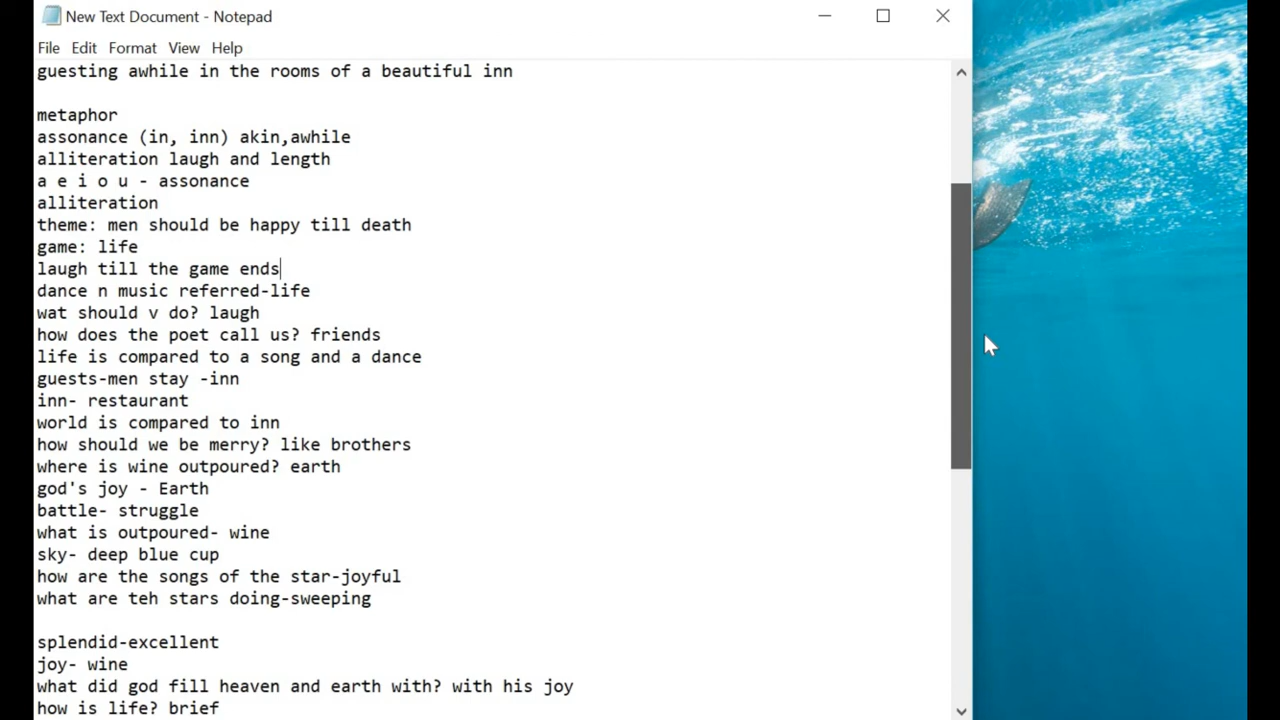 New Text Document - Notepad
File Edit Format View Help
guesting awhile in the rooms of a beautiful inn
metaphor
assonance (in, inn) akin,awhile
alliteration laugh and length
a e i o u - assonance
alliteration
theme: men should be happy till death
game: life
laugh till the game ends
dance n music referred-life
wat should v do? laugh
how does the poet call us? friends
life is compared to a song and a dance
guests-men stay -inn
inn- restaurant
world is compared to inn
how should we be merry? like brothers
where is wine outpoured? earth
god's joy - Earth
battle- struggle
what is outpoured- wine
sky- deep blue cup
how are the songs of the star-joyful
what are teh stars doing-sweeping
splendid-excellent
joy- wine
what did god fill heaven and earth with? with his joy
how is life? brief